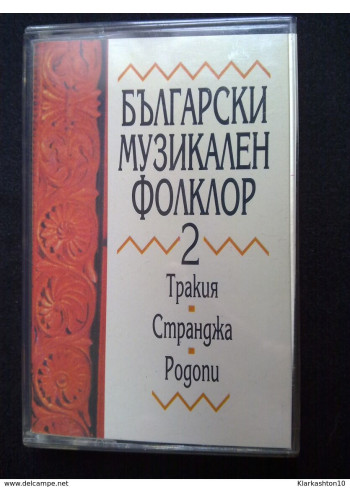 БЪЛГАРСКИ
МУЗИКАЛЕН
ФОЛКЛОР
2
Тракия
Странджа
Родопи
www.delcampe.net
Klarkashton10